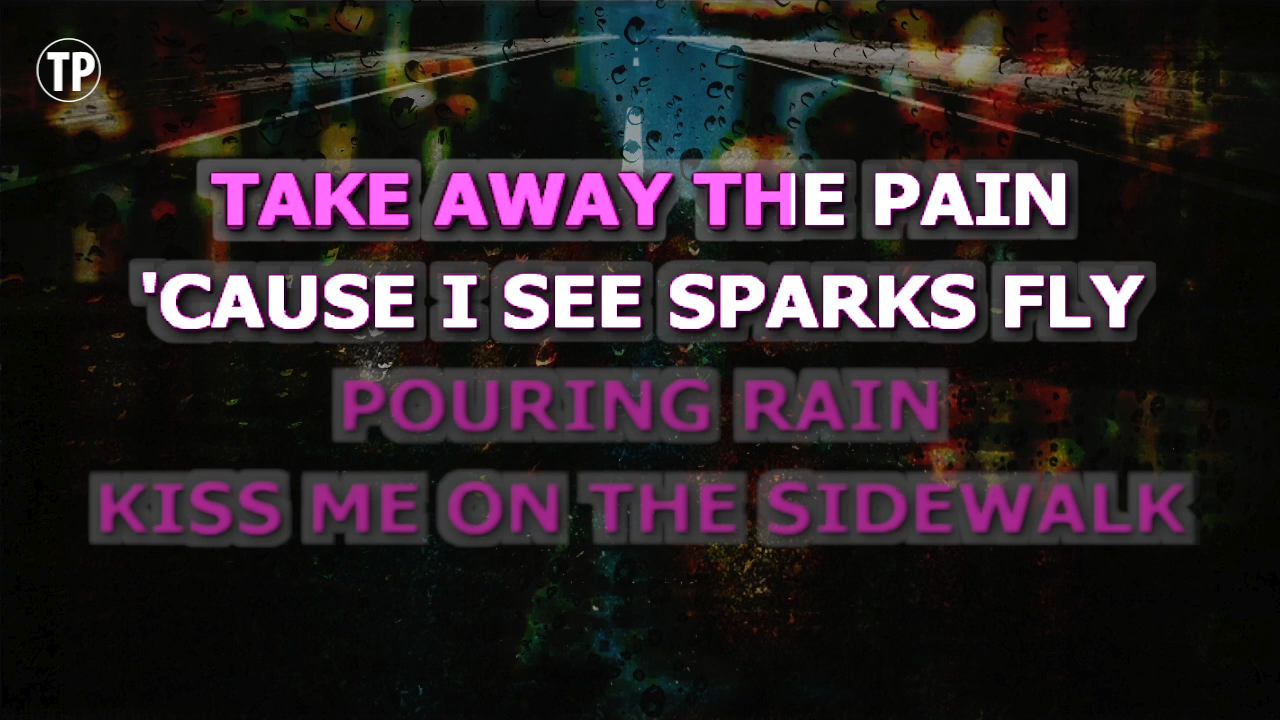 TP
TAKE AWAY THE PAIN
'CAUSE I SEE SPARKS FLY
POURING RAIN
KISS ME ON THE SIDEWALK